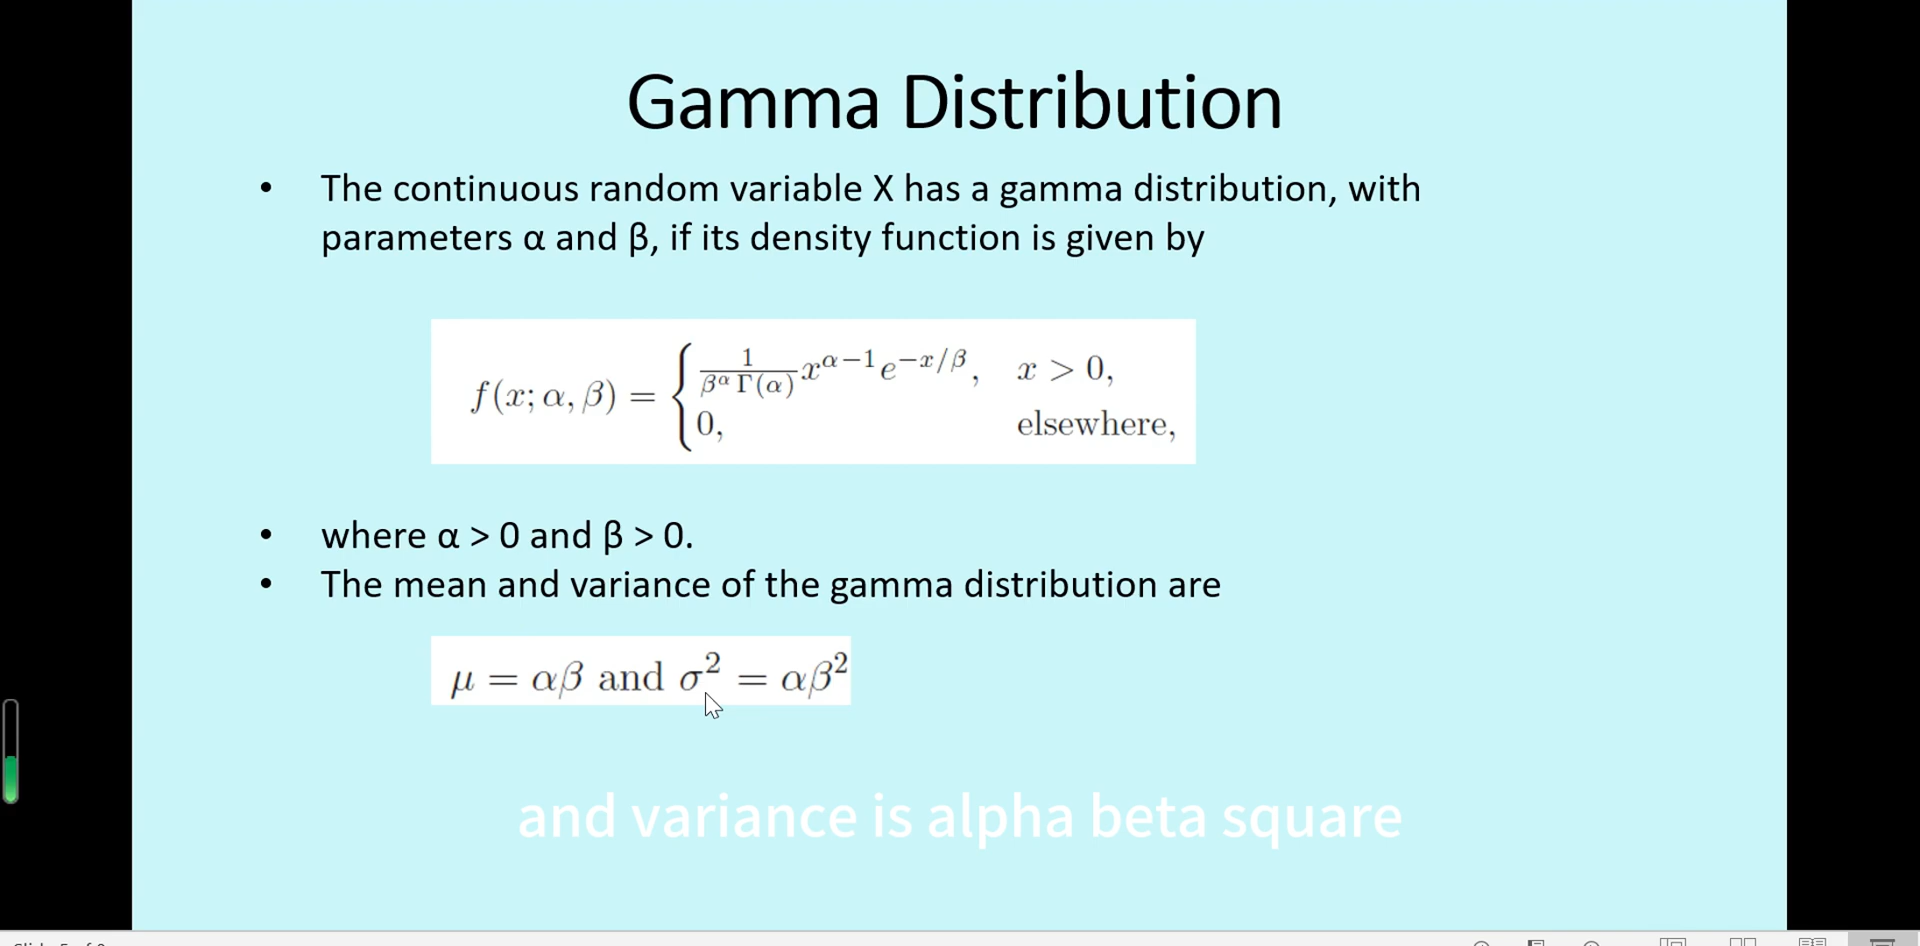 Gamma Distribution
• The continuous random variable X has a gamma distribution, with
parameters α and β, if its density function is given by
f(x; α, β) = { 1/(β^α Γ(α)) x^(α−1) e^(−x/β), x > 0,
0, elsewhere,
• where α > 0 and β > 0.
• The mean and variance of the gamma distribution are
μ = αβ and σ² = αβ²
and variance is alpha beta square